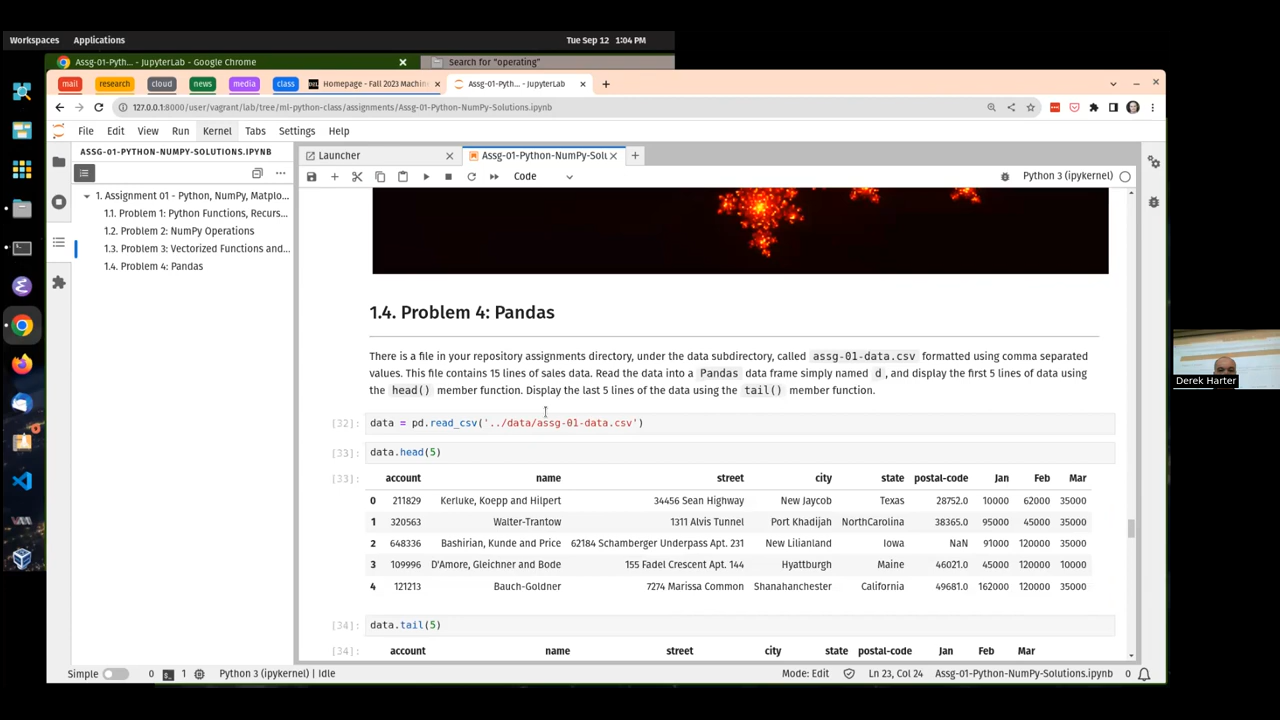 Workspaces Applications Tue Sep 12 1:04 PM
Assg-01-Pyth... - JupyterLab - Google Chrome Search for "operating"
mail research cloud news media class Homepage - Fall 2023 Machine Assg-01-Pyth... - JupyterLab
127.0.0.1:8000/user/vagrant/lab/tree/ml-python-class/assignments/Assg-01-Python-NumPy-Solutions.ipynb
File Edit View Run Kernel Tabs Settings Help
ASSG-01-PYTHON-NUMPY-SOLUTIONS.IPYNB
Launcher Assg-01-Python-NumPy-Solu
Code Python 3 (ipykernel)
1. Assignment 01 - Python, NumPy, Matplo...
1.1. Problem 1: Python Functions, Recurs...
1.2. Problem 2: NumPy Operations
1.3. Problem 3: Vectorized Functions and...
1.4. Problem 4: Pandas
1.4. Problem 4: Pandas
There is a file in your repository assignments directory, under the data subdirectory, called assg-01-data.csv formatted using comma separated
values. This file contains 15 lines of sales data. Read the data into a Pandas data frame simply named d, and display the first 5 lines of data using
the head() member function. Display the last 5 lines of the data using the tail() member function.
[32]: data = pd.read_csv('../data/assg-01-data.csv')
[33]: data.head(5)
[33]: account name street city state postal-code Jan Feb Mar
0 211829 Kerluke, Koepp and Hilpert 34456 Sean Highway New Jaycob Texas 28752.0 10000 62000 35000
1 320563 Walter-Trantow 1311 Alvis Tunnel Port Khadijah NorthCarolina 38365.0 95000 45000 35000
2 648336 Bashirian, Kunde and Price 62184 Schamberger Underpass Apt. 231 New Lilianland Iowa NaN 91000 120000 35000
3 109996 D'Amore, Gleichner and Bode 155 Fadel Crescent Apt. 144 Hyattburgh Maine 46021.0 45000 120000 10000
4 121213 Bauch-Goldner 7274 Marissa Common Shanahanchester California 49681.0 162000 120000 35000
[34]: data.tail(5)
[34]: account name street city state postal-code Jan Feb Mar
Simple 0 1 Python 3 (ipykernel) | Idle Mode: Edit Ln 23, Col 24 Assg-01-Python-NumPy-Solutions.ipynb 0
Derek Harter